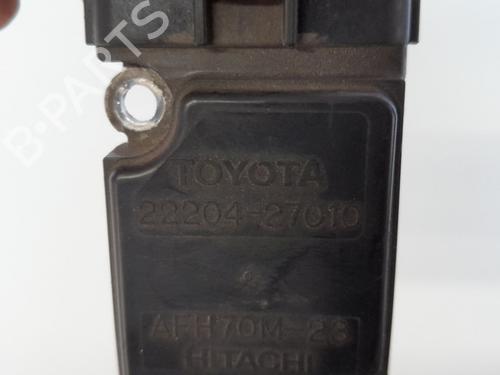 B-PARTS
TOYOTA
22204-27010
AFH70M-23
HITACHI